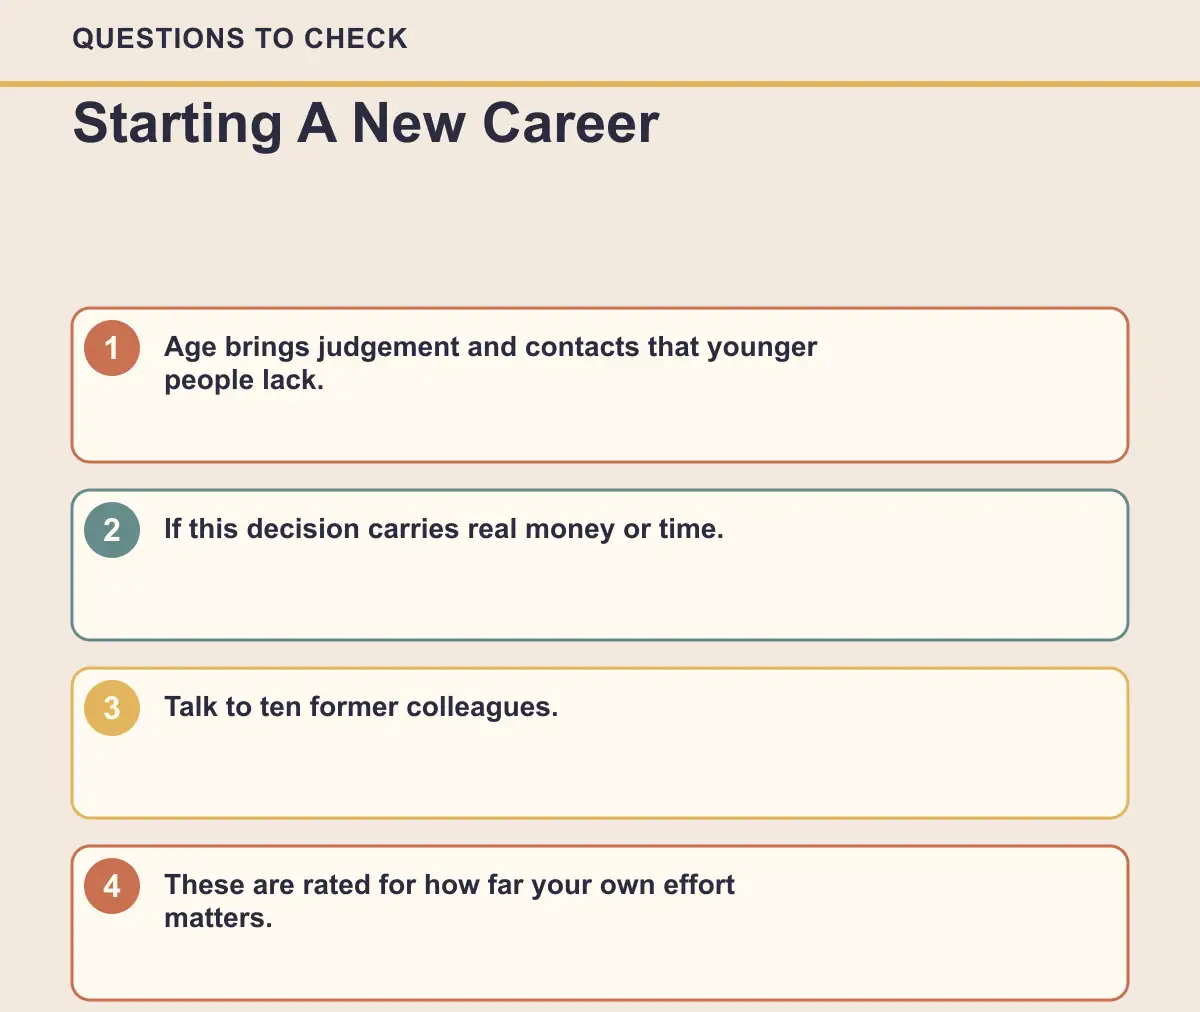 QUESTIONS TO CHECK
Starting A New Career
1
Age brings judgement and contacts that younger
people lack.
2
If this decision carries real money or time.
3
Talk to ten former colleagues.
4
These are rated for how far your own effort
matters.